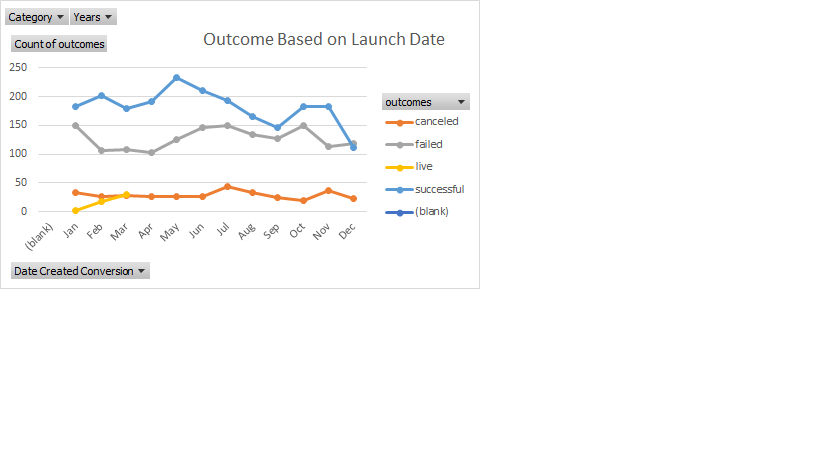 Category Years
Count of outcomes
Outcome Based on Launch Date
250
200
150
100
50
0
(blank) Jan Feb Mar Apr May Jun Jul Aug Sep Oct Nov Dec
outcomes
canceled
failed
live
successful
(blank)
Date Created Conversion